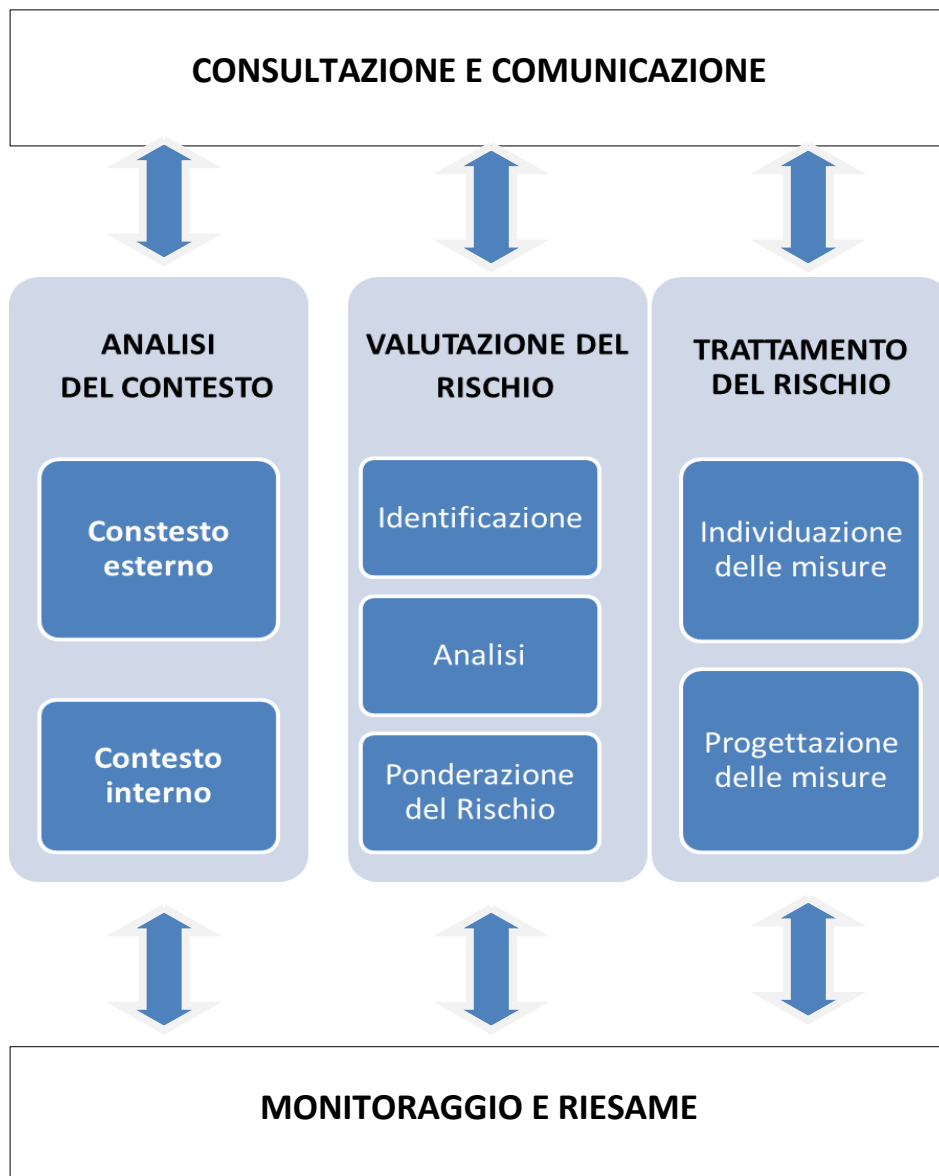 CONSULTAZIONE E COMUNICAZIONE
ANALISI
DEL CONTESTO
Constesto
esterno
Contesto
interno
VALUTAZIONE DEL
RISCHIO
Identificazione
Analisi
Ponderazione
del Rischio
TRATTAMENTO
DEL RISCHIO
Individuazione
delle misure
Progettazione
delle misure
MONITORAGGIO E RIESAME